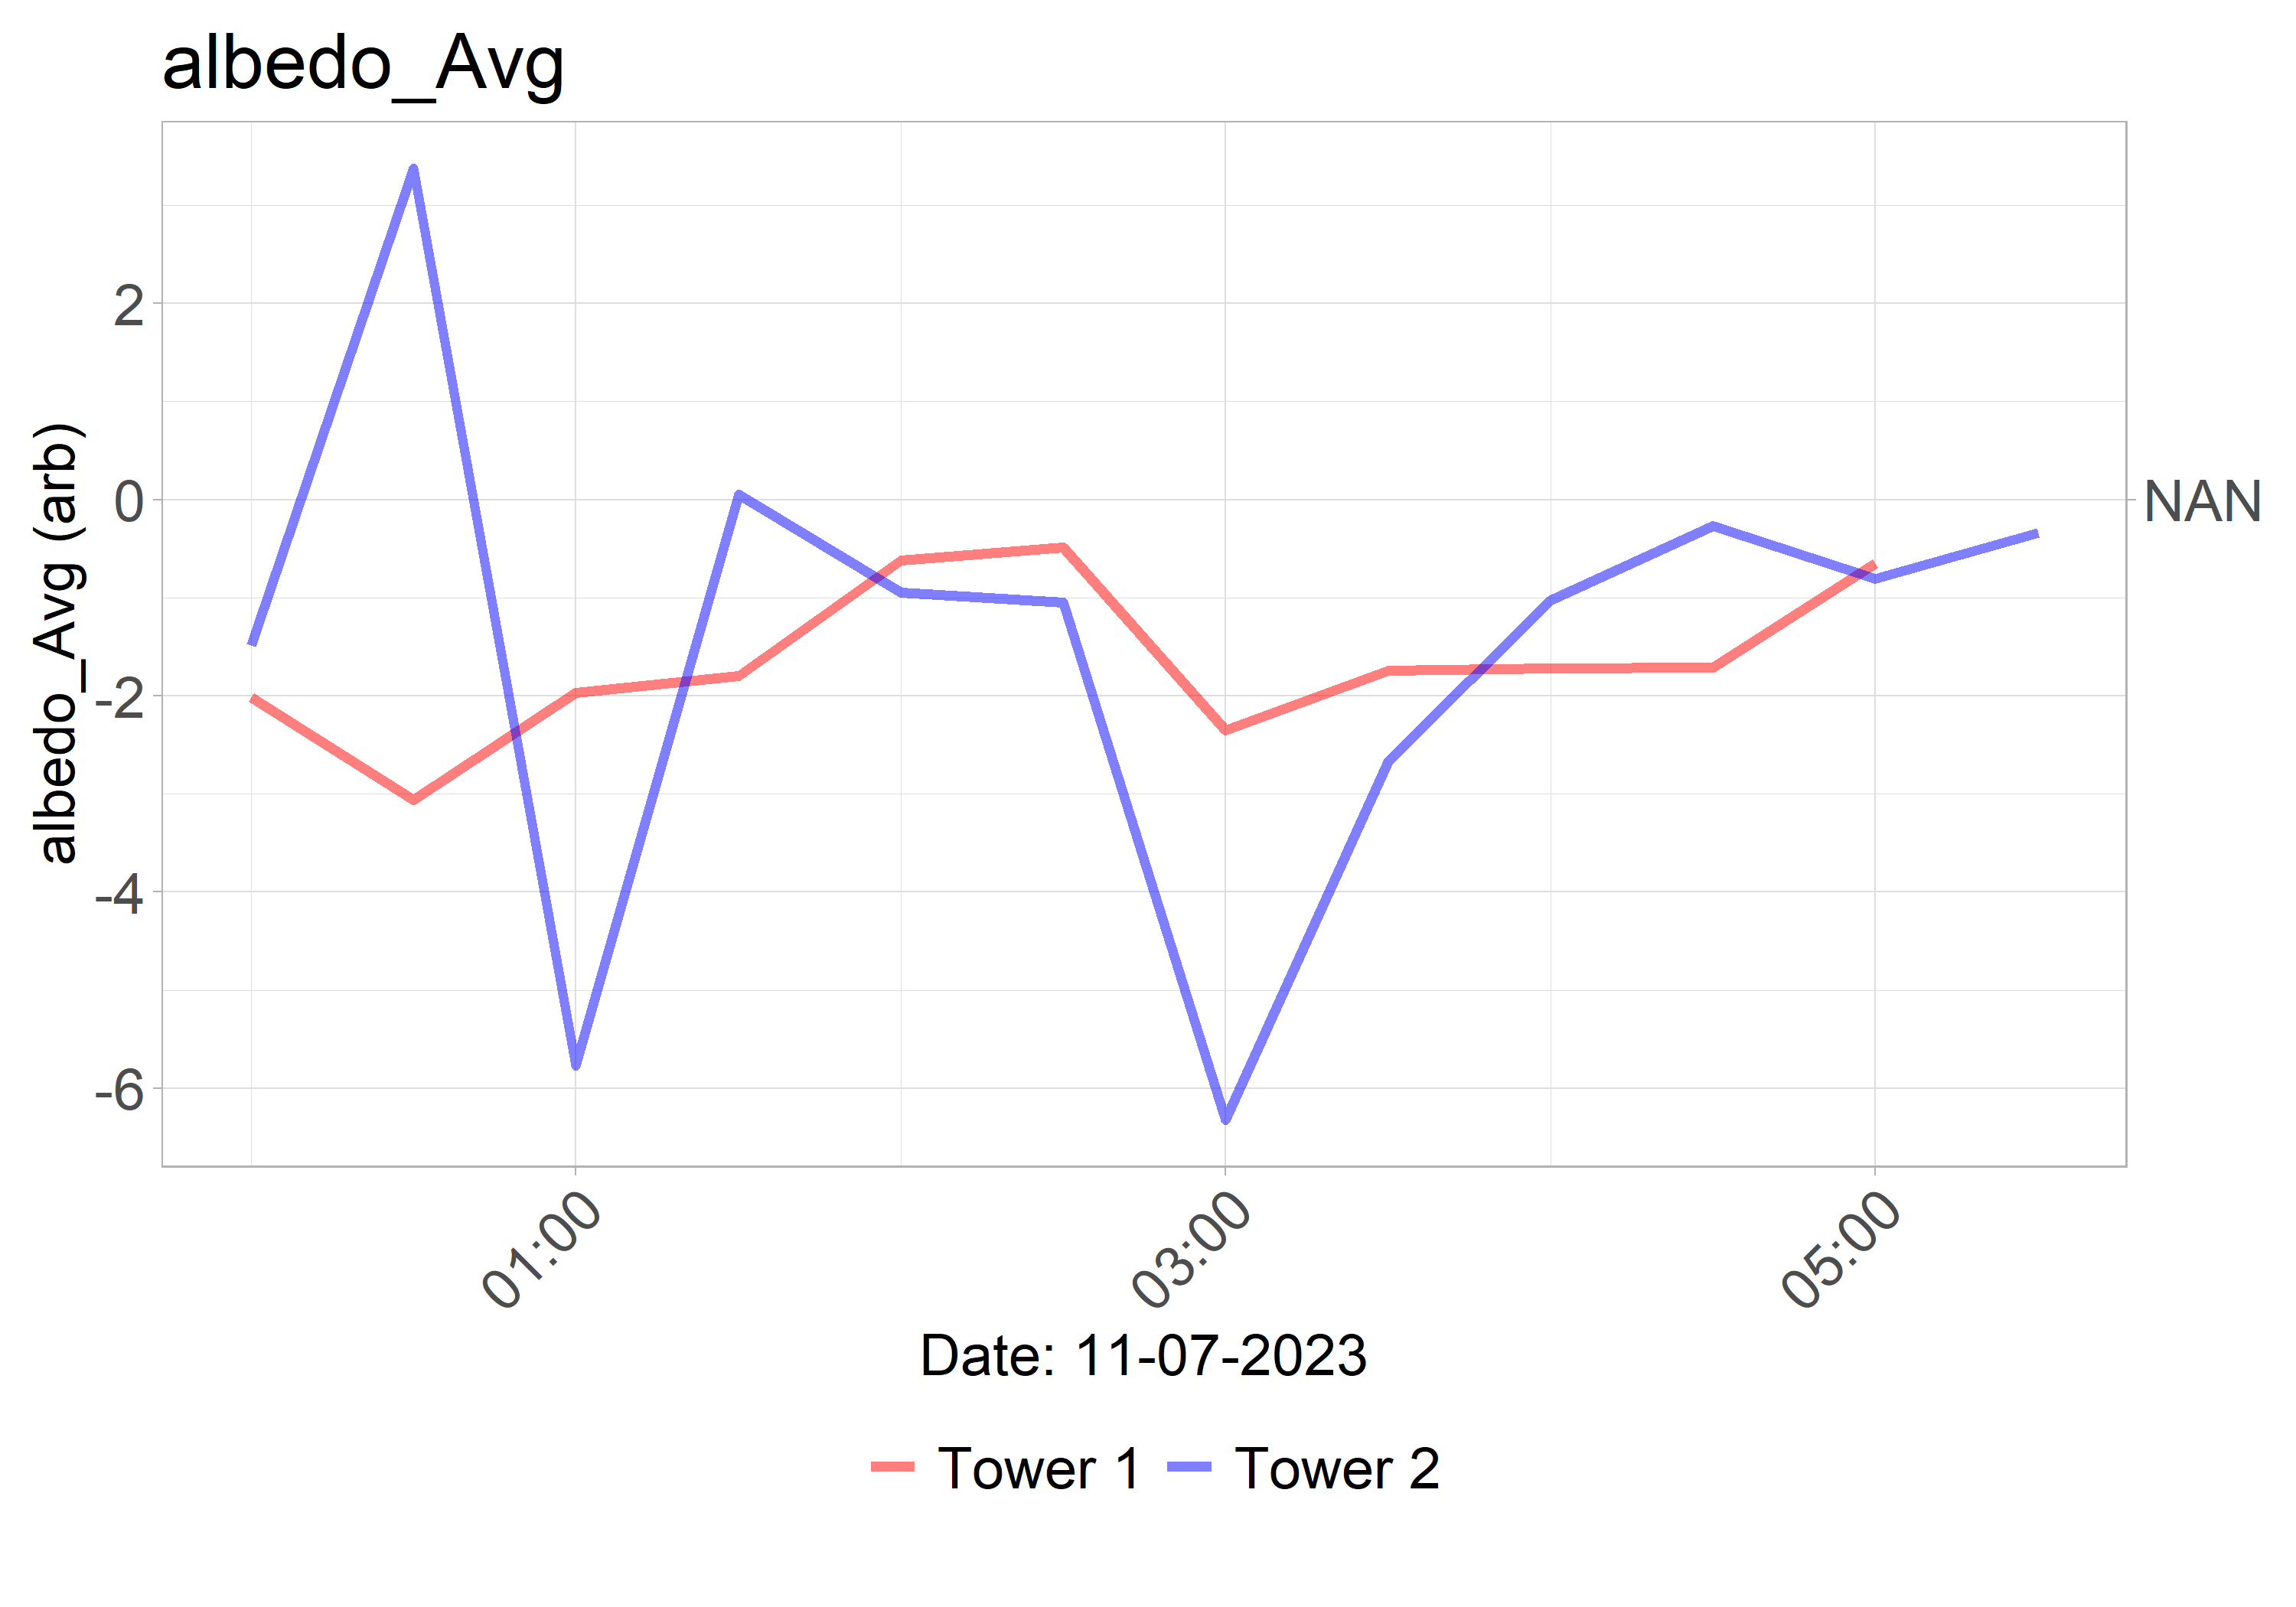 albedo_Avg
albedo_Avg (arb)
2
0
-2
-4
-6
NAN
01:00
03:00
05:00
Date: 11-07-2023
Tower 1
Tower 2